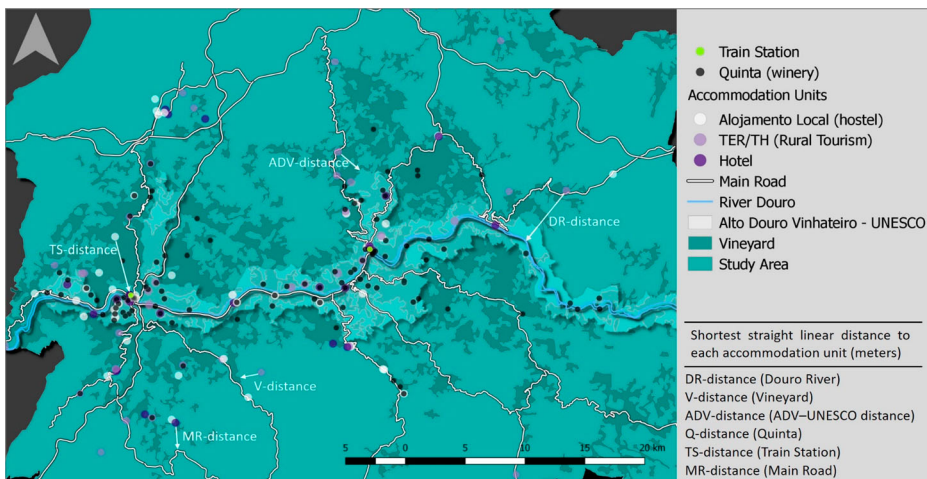 Train Station
Quinta (winery)
Accommodation Units
Alojamento Local (hostel)
TER/TH (Rural Tourism)
Hotel
Main Road
River Douro
Alto Douro Vinhateiro - UNESCO
Vineyard
Study Area
Shortest straight linear distance to
each accommodation unit (meters)
DR-distance (Douro River)
V-distance (Vineyard)
ADV-distance (ADV–UNESCO distance)
Q-distance (Quinta)
TS-distance (Train Station)
MR-distance (Main Road)
ADV-distance
DR-distance
TS-distance
V-distance
MR-distance
5 0 5 10 15 20 km